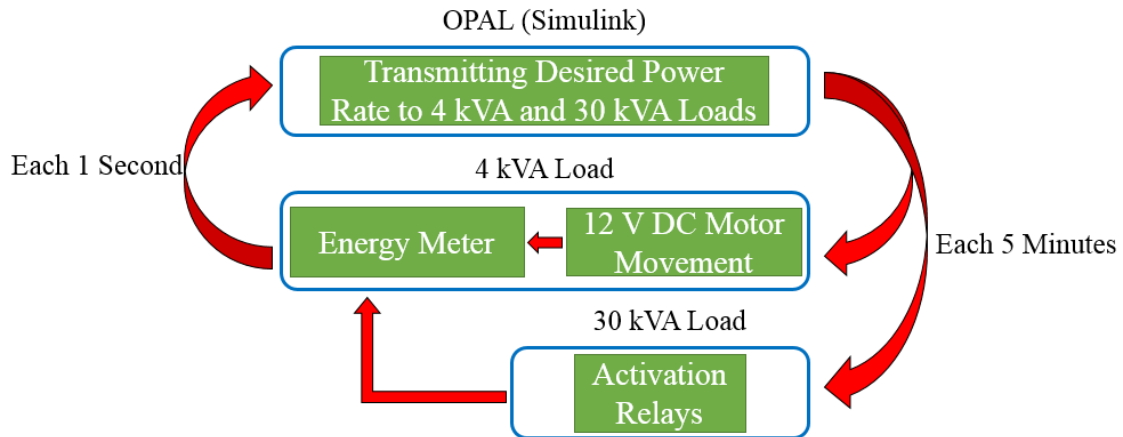 OPAL (Simulink)
Transmitting Desired Power
Rate to 4 kVA and 30 kVA Loads
Each 1 Second
4 kVA Load
Energy Meter
12 V DC Motor
Movement
Each 5 Minutes
30 kVA Load
Activation
Relays